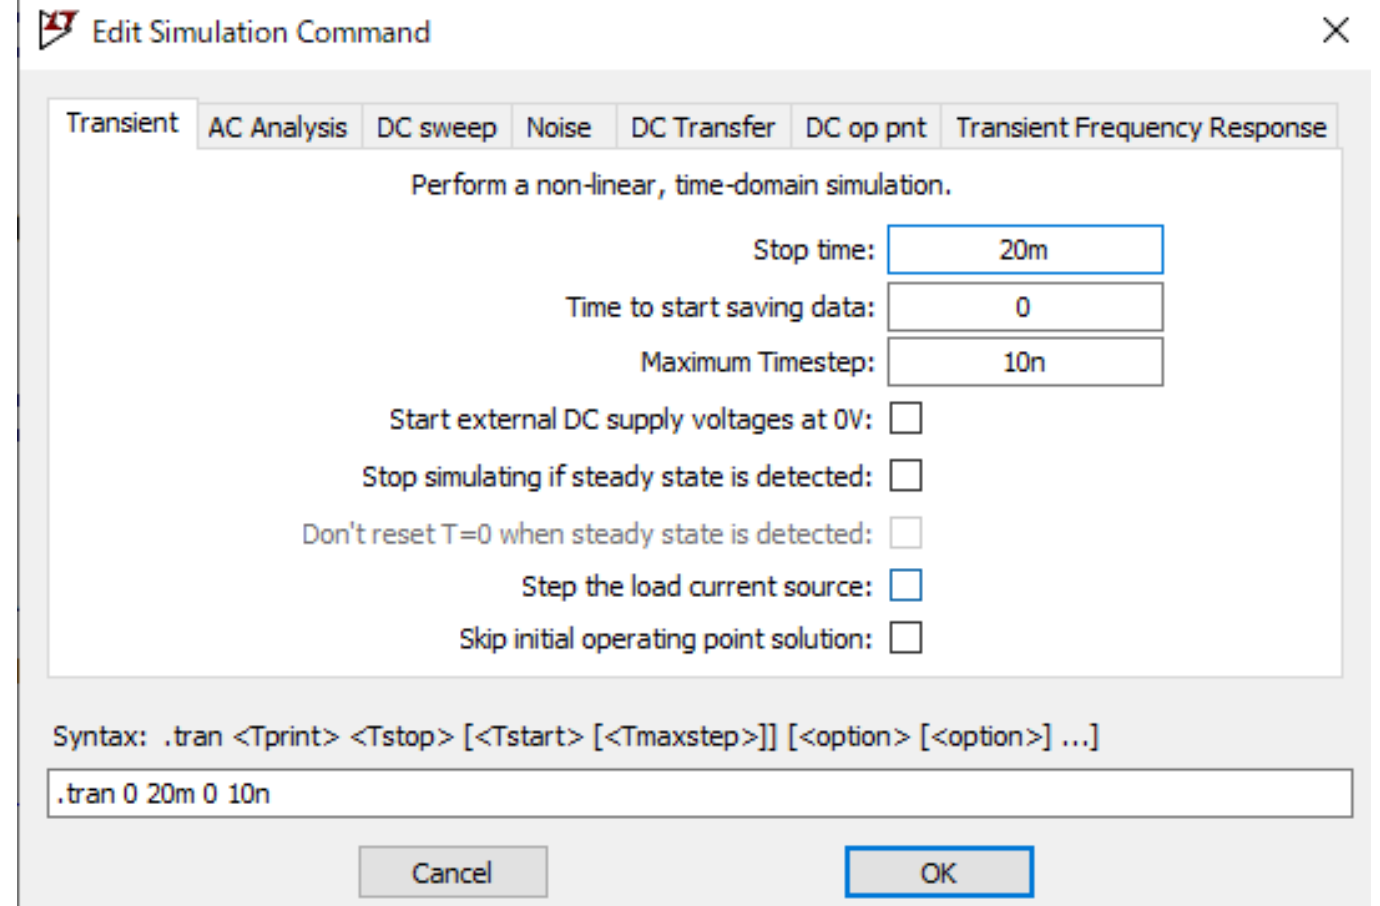 Edit Simulation Command
Transient AC Analysis DC sweep Noise DC Transfer DC op pnt Transient Frequency Response
Perform a non-linear, time-domain simulation.
Stop time: 20m
Time to start saving data: 0
Maximum Timestep: 10n
Start external DC supply voltages at 0V:
Stop simulating if steady state is detected:
Don't reset T=0 when steady state is detected:
Step the load current source:
Skip initial operating point solution:
Syntax: .tran <Tprint> <Tstop> [<Tstart> [<Tmaxstep>]] [<option> [<option>] ...]
.tran 0 20m 0 10n
Cancel OK